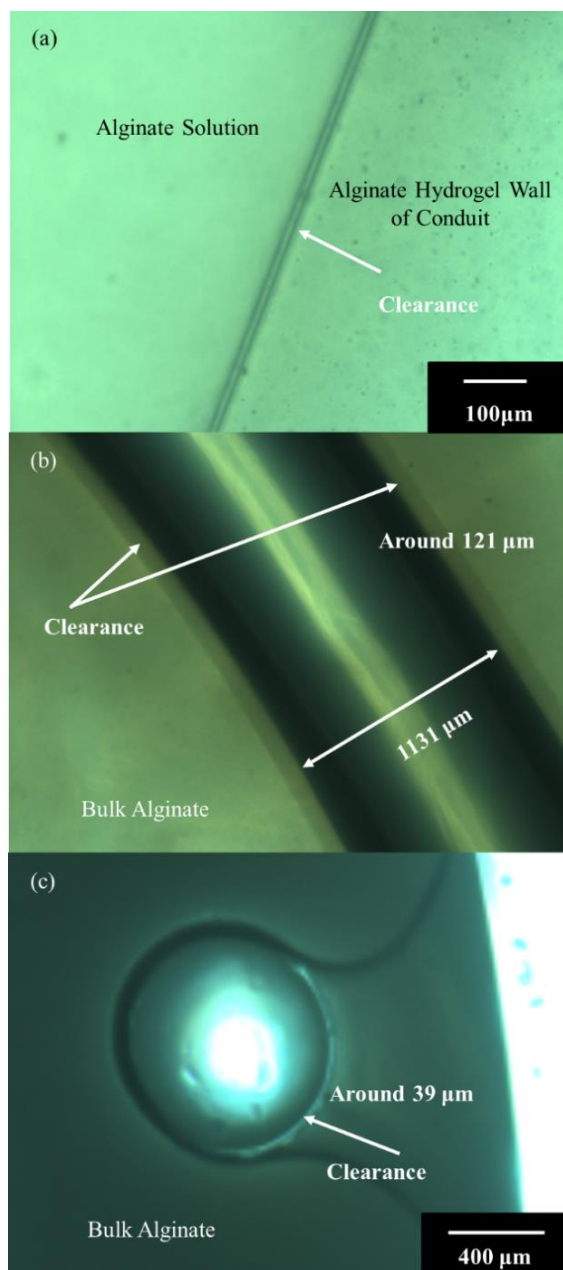 (a)
Alginate Solution
Alginate Hydrogel Wall
of Conduit
Clearance
100μm
(b)
Around 121 μm
Clearance
1131 μm
Bulk Alginate
(c)
Around 39 μm
Clearance
Bulk Alginate
400 μm